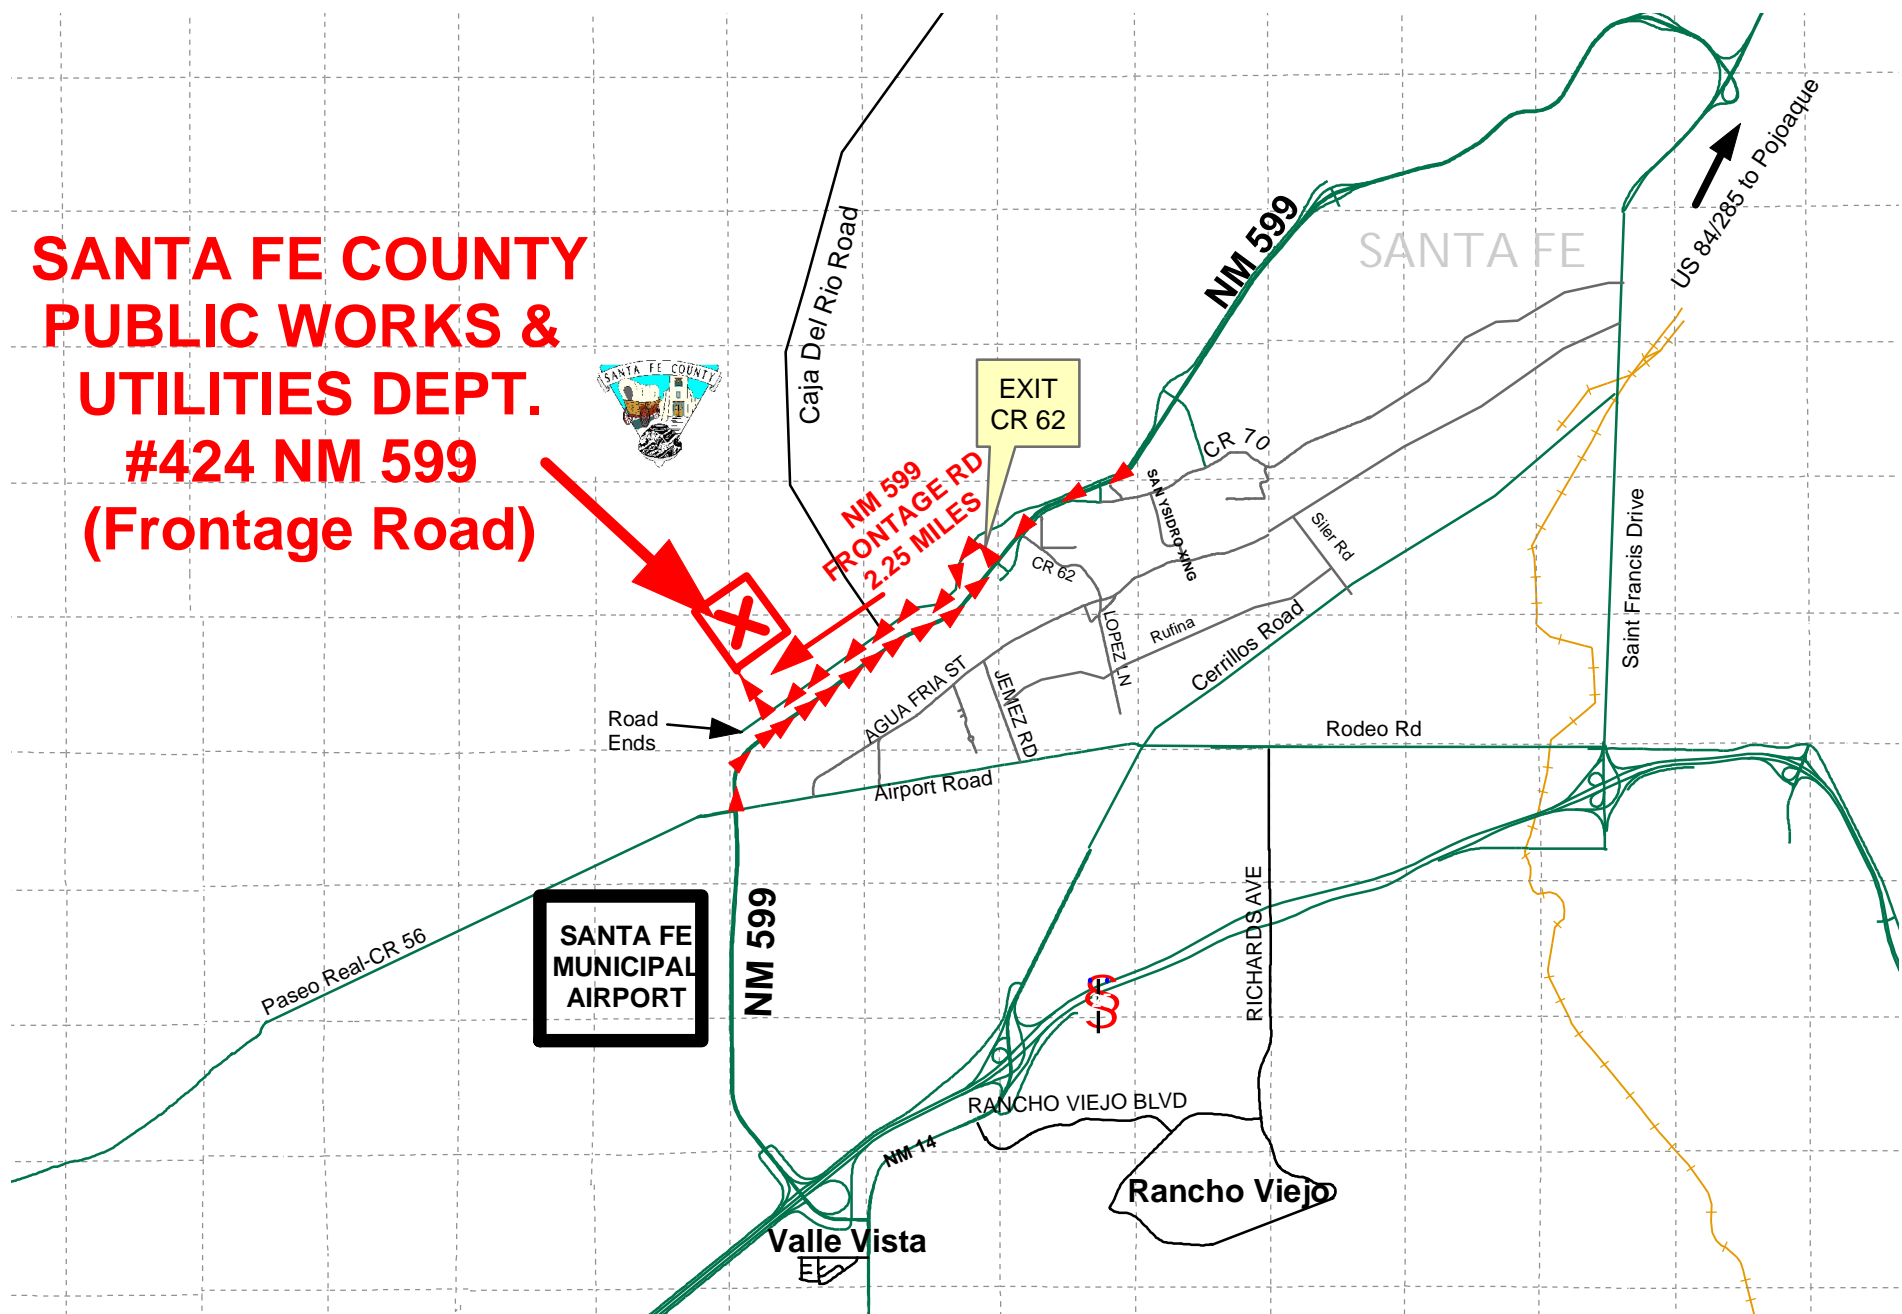 SANTA FE COUNTY
PUBLIC WORKS &
UTILITIES DEPT.
#424 NM 599
(Frontage Road)
SANTA FE COUNTY
Caja Del Rio Road
EXIT
CR 62
NM 599
FRONTAGE RD
2.25 MILES
NM 599
SANTA FE
US 84/285 to Pojoaque
CR 70
SAN YSIDRO XING
Siler Rd
CR 62
Saint Francis Drive
LOPEZ LN
Rufina
Cerrillos Road
AGUA FRIA ST
JEMEZ RD
Road
Ends
Rodeo Rd
Airport Road
RICHARDS AVE
SANTA FE
MUNICIPAL
AIRPORT
NM 599
Paseo Real-CR 56
RANCHO VIEJO BLVD
NM 14
Rancho Viejo
Valle Vista